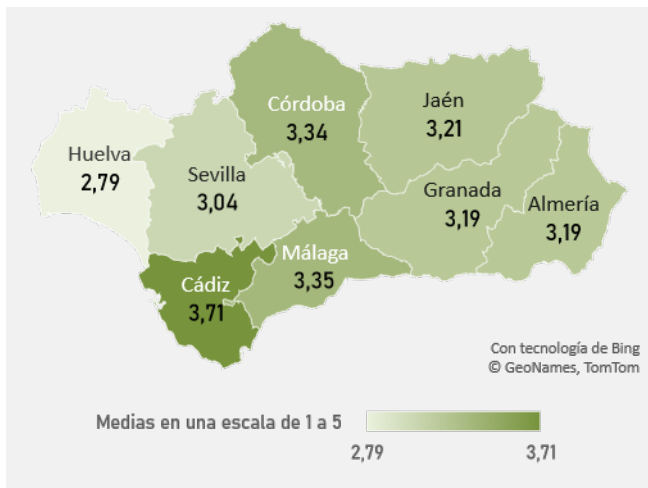 Córdoba
3,34
Jaén
3,21
Huelva
2,79
Sevilla
3,04
Granada
3,19
Almería
3,19
Málaga
3,35
Cádiz
3,71
Con tecnología de Bing
© GeoNames, TomTom
Medias en una escala de 1 a 5
2,79
3,71